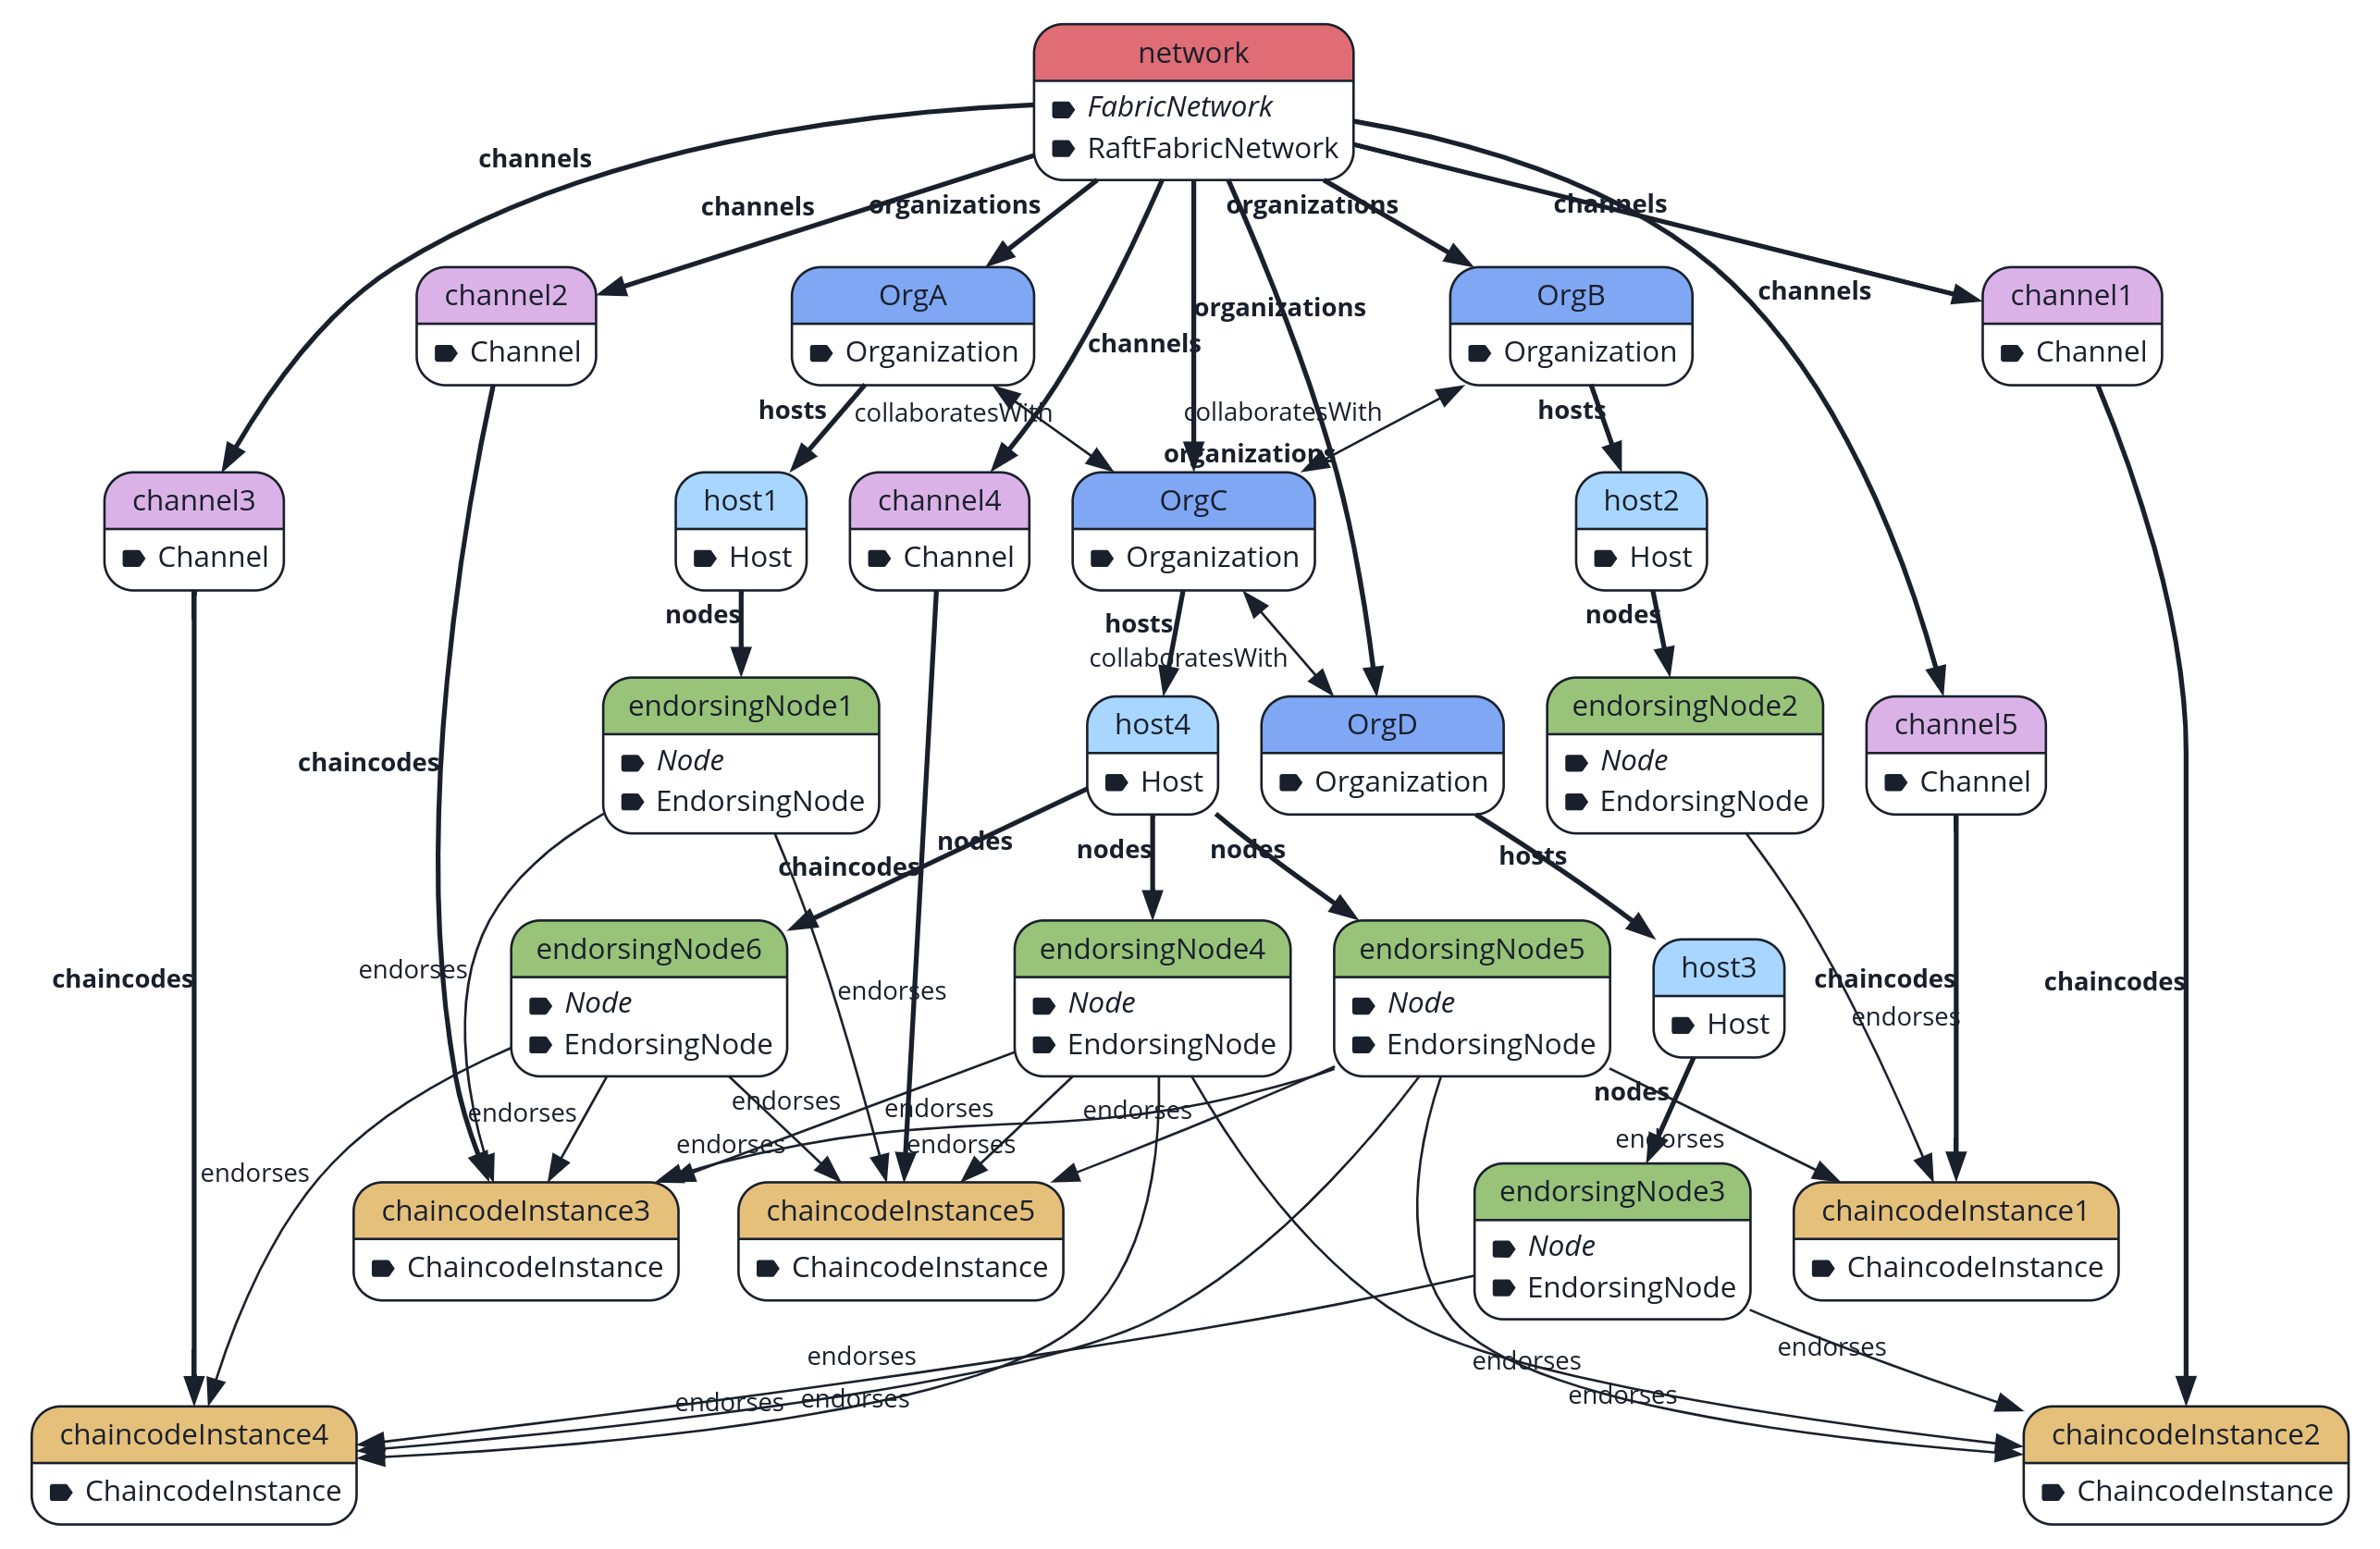 network
FabricNetwork
RaftFabricNetwork
channels
channels
organizations
organizations
channels
channels
organizations
channels
organizations
channel2
Channel
OrgA
Organization
OrgB
Organization
channel1
Channel
hosts
collaboratesWith
collaboratesWith
hosts
channel3
Channel
host1
Host
channel4
Channel
OrgC
Organization
host2
Host
nodes
hosts
collaboratesWith
nodes
endorsingNode1
Node
EndorsingNode
host4
Host
OrgD
Organization
endorsingNode2
Node
EndorsingNode
channel5
Channel
chaincodes
chaincodes
nodes
nodes
nodes
hosts
endorsingNode6
Node
EndorsingNode
endorsingNode4
Node
EndorsingNode
endorsingNode5
Node
EndorsingNode
host3
Host
chaincodes
endorses
endorses
chaincodes
endorses
chaincodes
endorses
endorses
endorses
endorses
endorses
endorses
endorses
nodes
endorses
chaincodeInstance3
ChaincodeInstance
chaincodeInstance5
ChaincodeInstance
endorsingNode3
Node
EndorsingNode
chaincodeInstance1
ChaincodeInstance
endorses
endorses
endorses
endorses
endorses
endorses
chaincodeInstance4
ChaincodeInstance
chaincodeInstance2
ChaincodeInstance